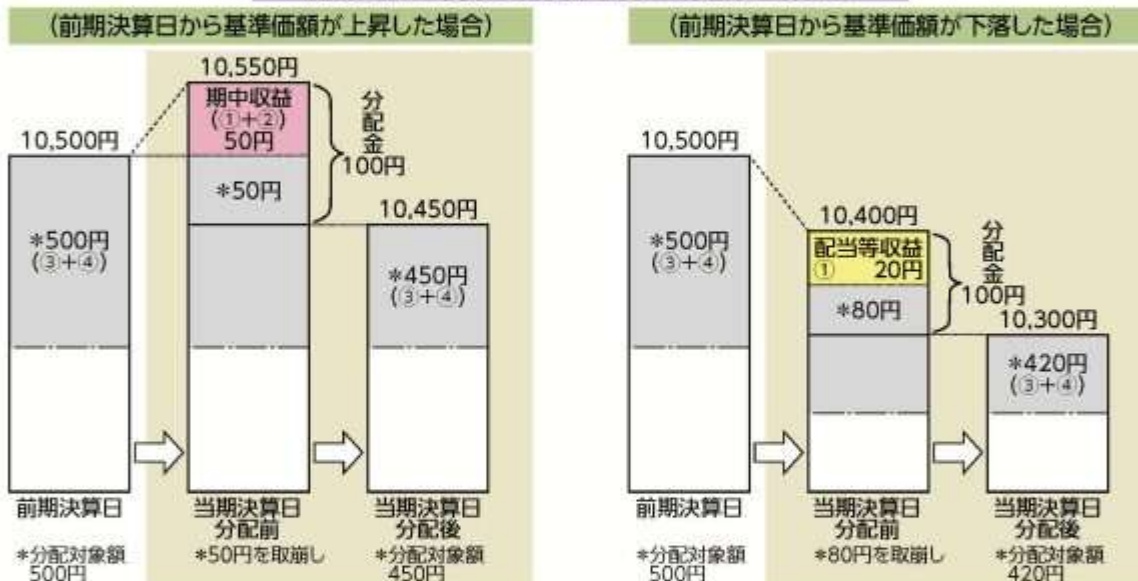 (前期決算日から基準価額が上昇した場合)
10,550円
期中収益
(①+②)
50円
分配金
100円
10,500円
*50円
10,450円
*500円
(③+④)
*450円
(③+④)
前期決算日
当期決算日
分配前
当期決算日
分配後
*分配対象額
500円
*50円を取崩し
*分配対象額
450円
(前期決算日から基準価額が下落した場合)
10,500円
10,400円
配当等収益
① 20円
分配金
100円
*500円
(③+④)
*80円
10,300円
*420円
(③+④)
前期決算日
当期決算日
分配前
当期決算日
分配後
*分配対象額
500円
*80円を取崩し
*分配対象額
420円